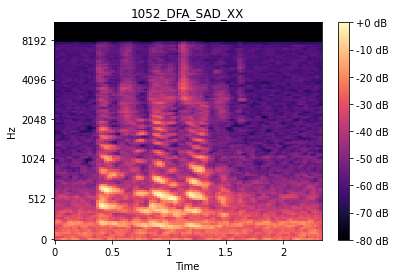 1052_DFA_SAD_XX
8192
4096
2048
1024
512
0
Hz
0
0.5
1
1.5
2
Time
+0 dB
-10 dB
-20 dB
-30 dB
-40 dB
-50 dB
-60 dB
-70 dB
-80 dB